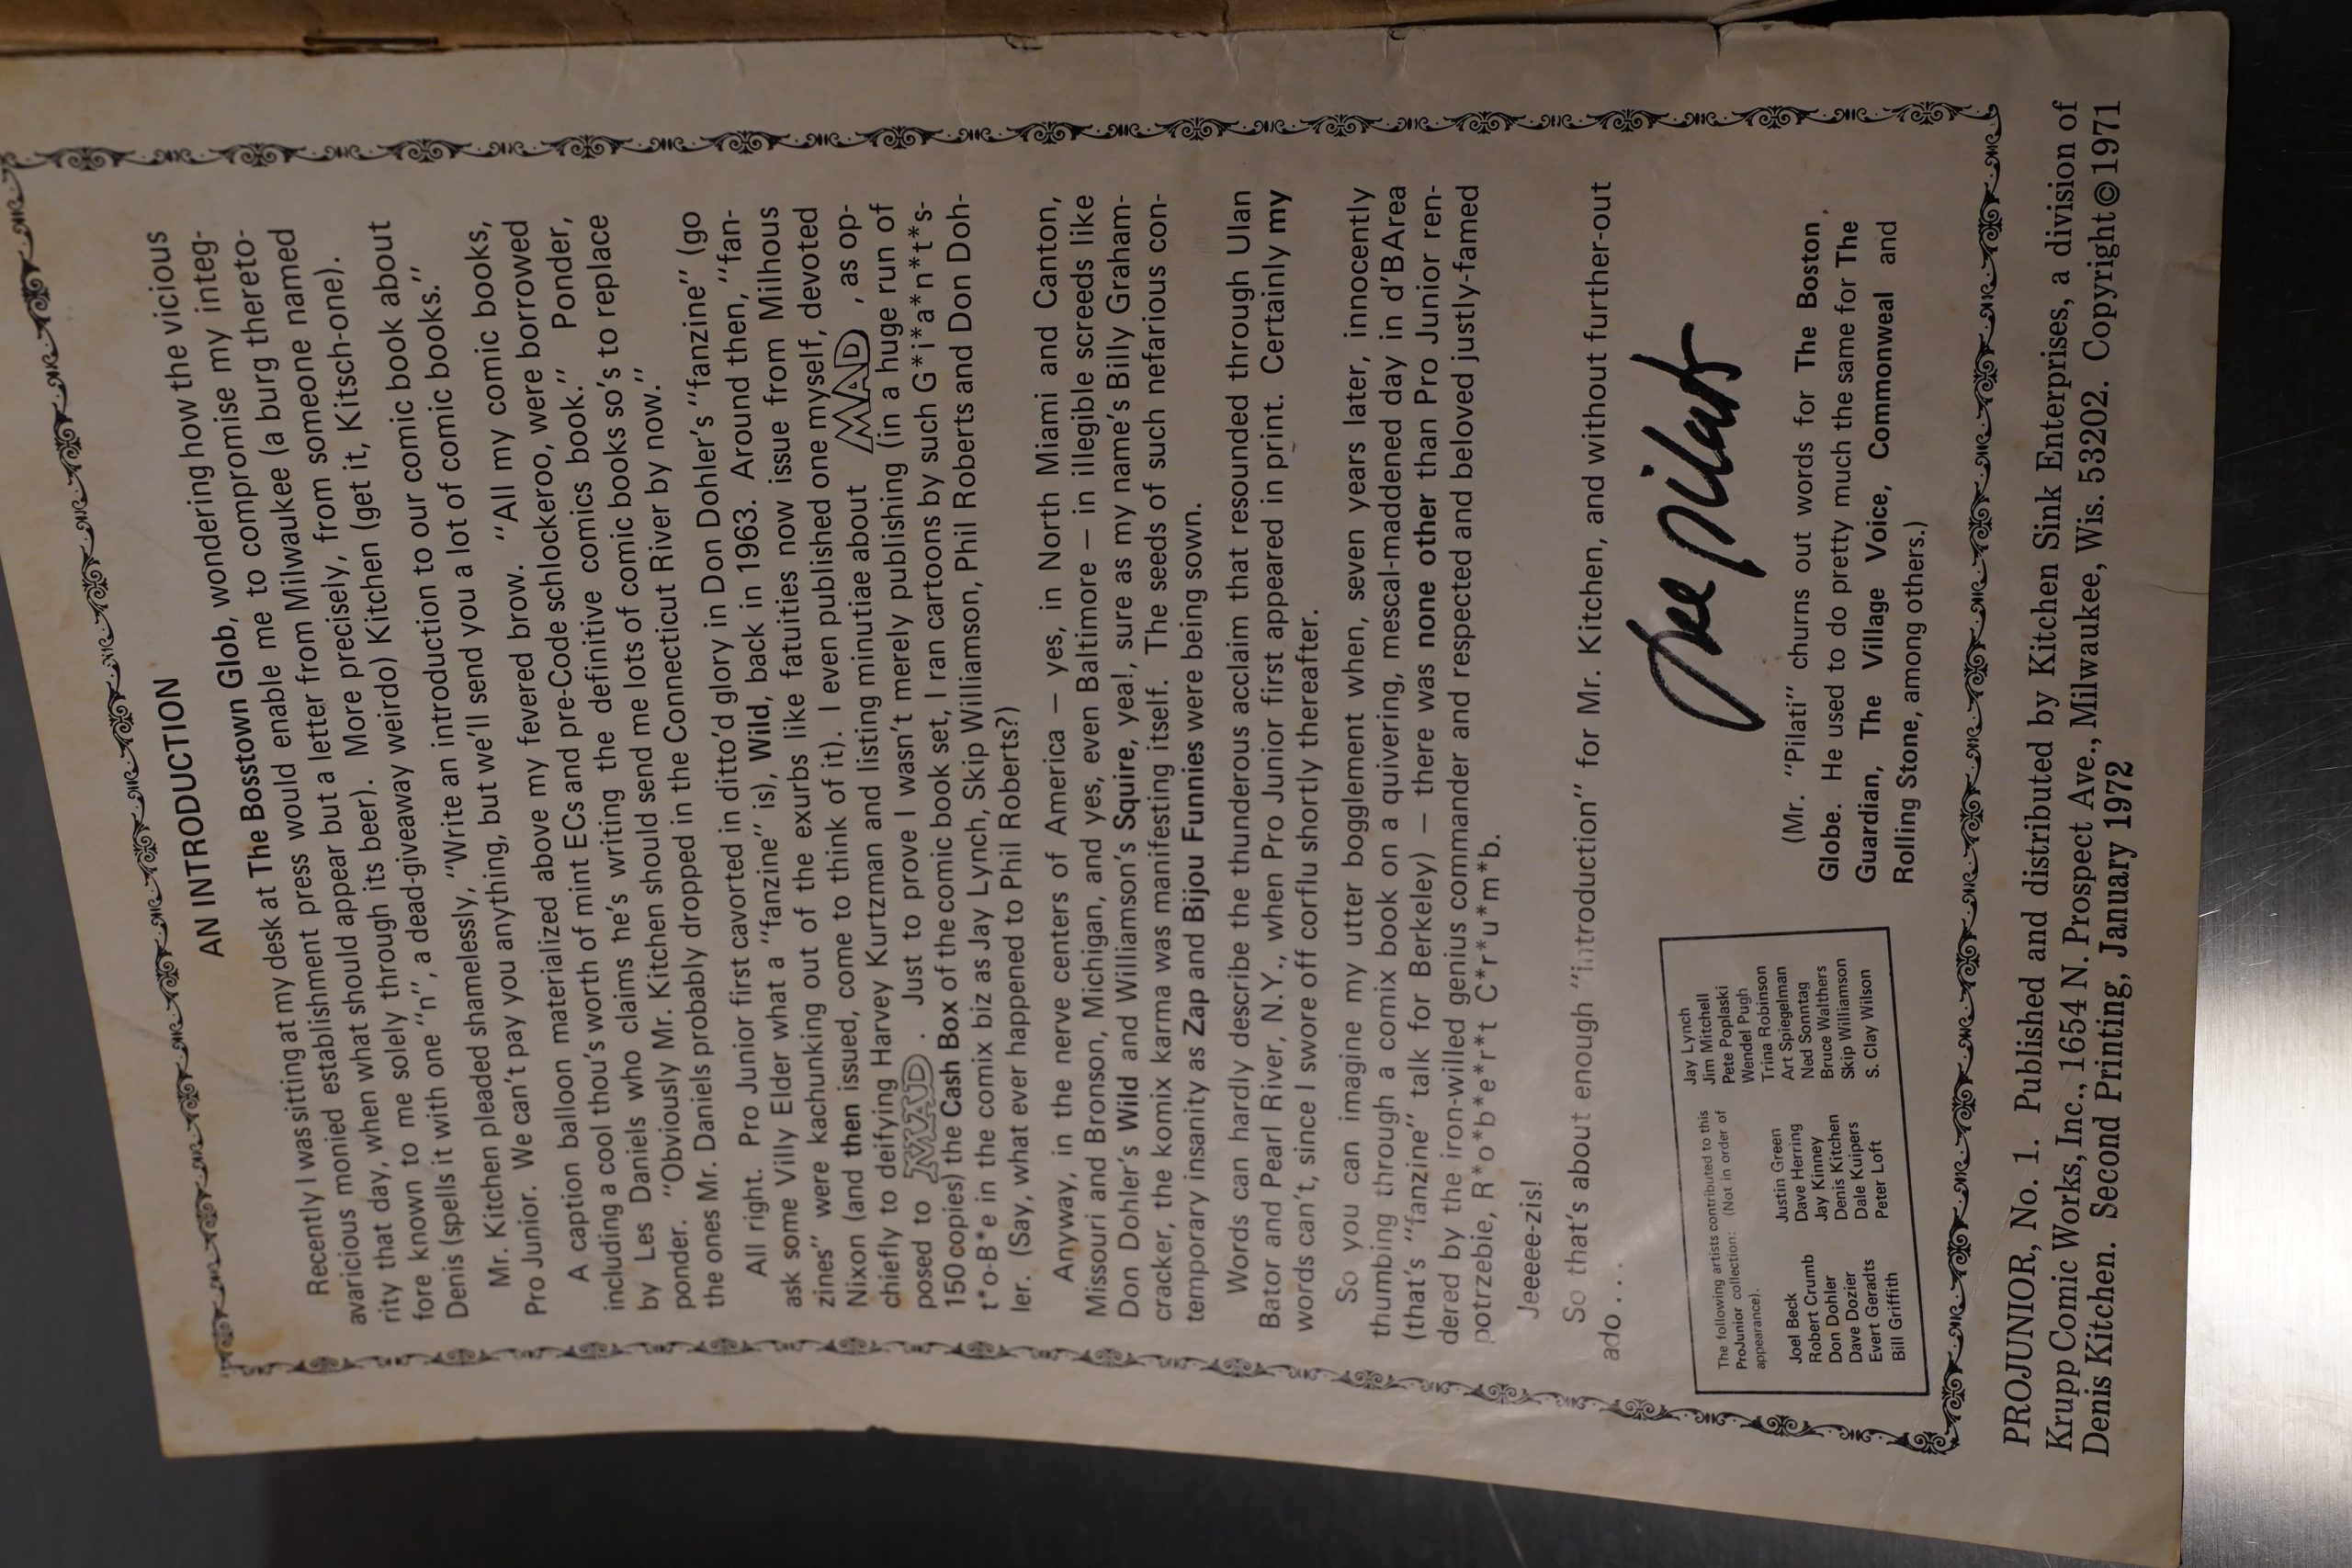 AN INTRODUCTION
Recently I was sitting at my desk at The Bosstown Glob, wondering how the vicious
avaricious monied establishment press would enable me to compromise my integ-
rity that day, when what should appear but a letter from Milwaukee (a burg thereto-
fore known to me solely through its beer). More precisely, from someone named
Denis (spells it with one "n", a dead-giveaway weirdo) Kitchen (get it, Kitsch-one).
Mr. Kitchen pleaded shamelessly, "Write an introduction to our comic book about
Pro Junior. We can't pay you anything, but we'll send you a lot of comic books."
A caption balloon materialized above my fevered brow. "All my comic books,
including a cool thou's worth of mint ECs and pre-Code schlockeroo, were borrowed
by Les Daniels who claims he's writing the definitive comics book." Ponder,
ponder. "Obviously Mr. Kitchen should send me lots of comic books so's to replace
the ones Mr. Daniels probably dropped in the Connecticut River by now."
All right. Pro Junior first cavorted in ditto'd glory in Don Dohler's "fanzine" (go
ask some Villy Elder what a "fanzine" is), Wild, back in 1963. Around then, "fan-
zines" were kachunking out of the exurbs like fatuities now issue from Milhous
Nixon (and then issued, come to think of it). I even published one myself, devoted
chiefly to deifying Harvey Kurtzman and listing minutiae about MAD, as op-
posed to MAD. Just to prove I wasn't merely publishing (in a huge run of
150 copies) the Cash Box of the comic book set, I ran cartoons by such G*i*a*n*t*s-
t*o-B*e in the comix biz as Jay Lynch, Skip Williamson, Phil Roberts and Don Doh-
ler. (Say, what ever happened to Phil Roberts?)
Anyway, in the nerve centers of America — yes, in North Miami and Canton,
Missouri and Bronson, Michigan, and yes, even Baltimore — in illegible screeds like
Don Dohler's Wild and Williamson's Squire, yea!, sure as my name's Billy Graham-
cracker, the komix karma was manifesting itself. The seeds of such nefarious con-
temporary insanity as Zap and Bijou Funnies were being sown.
Words can hardly describe the thunderous acclaim that resounded through Ulan
Bator and Pearl River, N.Y., when Pro Junior first appeared in print. Certainly my
words can't, since I swore off corflu shortly thereafter.
So you can imagine my utter bogglement when, seven years later, innocently
thumbing through a comix book on a quivering, mescal-maddened day in d'BArea
(that's "fanzine" talk for Berkeley) — there was none other than Pro Junior ren-
dered by the iron-willed genius commander and respected and beloved justly-famed
potrzebie, R*o*b*e*r*t C*r*u*m*b.
Jeeeee-zis!
So that's about enough "introduction" for Mr. Kitchen, and without further-out
ado . . .
Joe Pilati
(Mr. "Pilati" churns out words for The Boston
Globe. He used to do pretty much the same for The
Guardian, The Village Voice, Commonweal and
Rolling Stone, among others.)
The following artists contributed to this
ProJunior collection: (Not in order of
appearance).
Joel Beck
Robert Crumb
Don Dohler
Dave Dozier
Evert Geradts
Bill Griffith
Justin Green
Dave Herring
Jay Kinney
Denis Kitchen
Dale Kuipers
Peter Loft
Jay Lynch
Jim Mitchell
Pete Poplaski
Wendel Pugh
Trina Robinson
Art Spiegelman
Ned Sonntag
Bruce Walthers
Skip Williamson
S. Clay Wilson
PROJUNIOR, No. 1. Published and distributed by Kitchen Sink Enterprises, a division of
Krupp Comic Works, Inc., 1654 N. Prospect Ave., Milwaukee, Wis. 53202. Copyright©1971
Denis Kitchen. Second Printing, January 1972